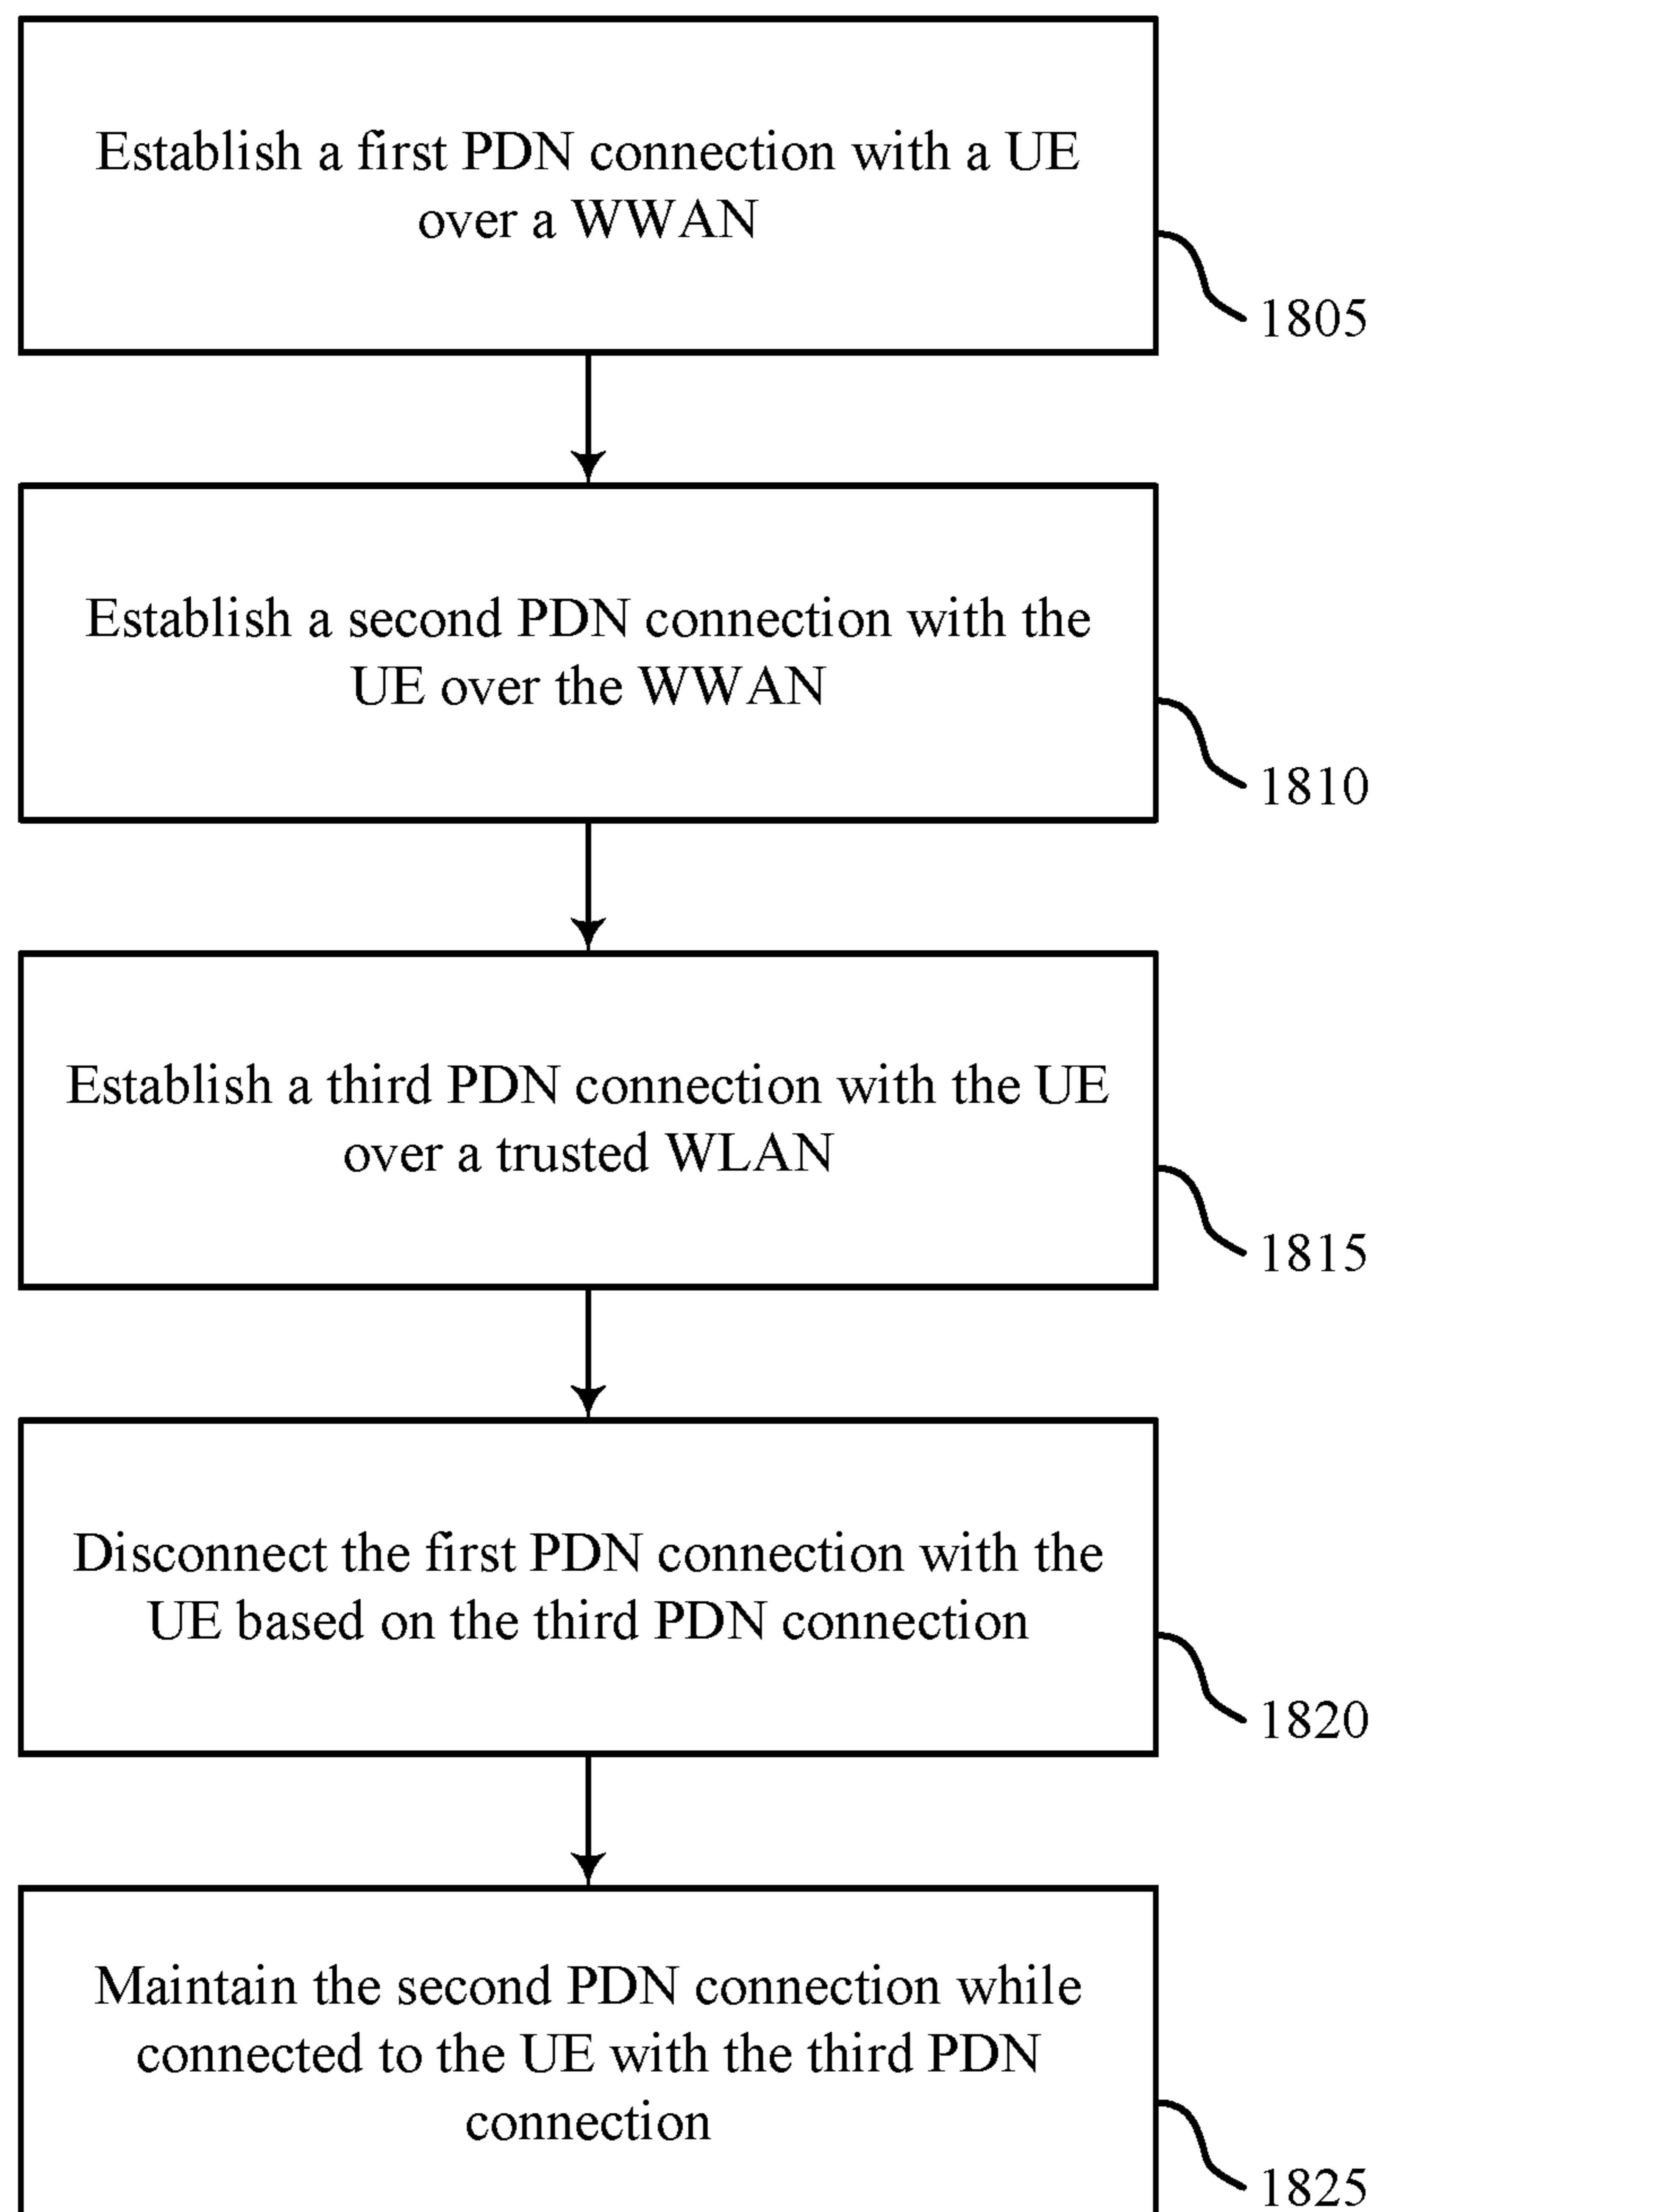 Establish a first PDN connection with a UE
over a WWAN
1805
Establish a second PDN connection with the
UE over the WWAN
1810
Establish a third PDN connection with the UE
over a trusted WLAN
1815
Disconnect the first PDN connection with the
UE based on the third PDN connection
1820
Maintain the second PDN connection while
connected to the UE with the third PDN
connection
1825